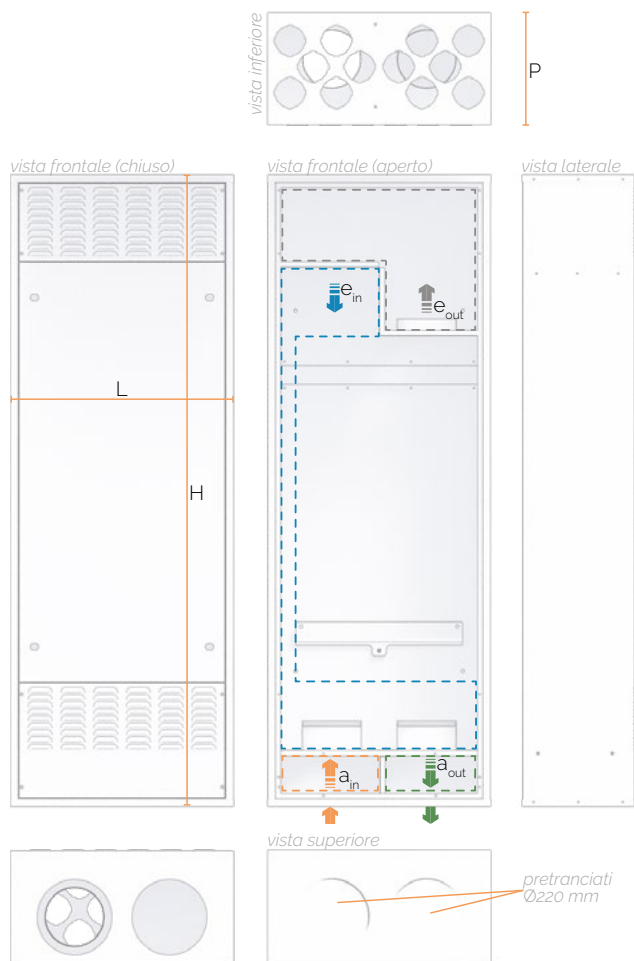 vista inferiore
P
vista frontale (chiuso)
vista frontale (aperto)
vista laterale
e in
e out
L
H
a in
a out
vista superiore
pretranciati
Ø220 mm